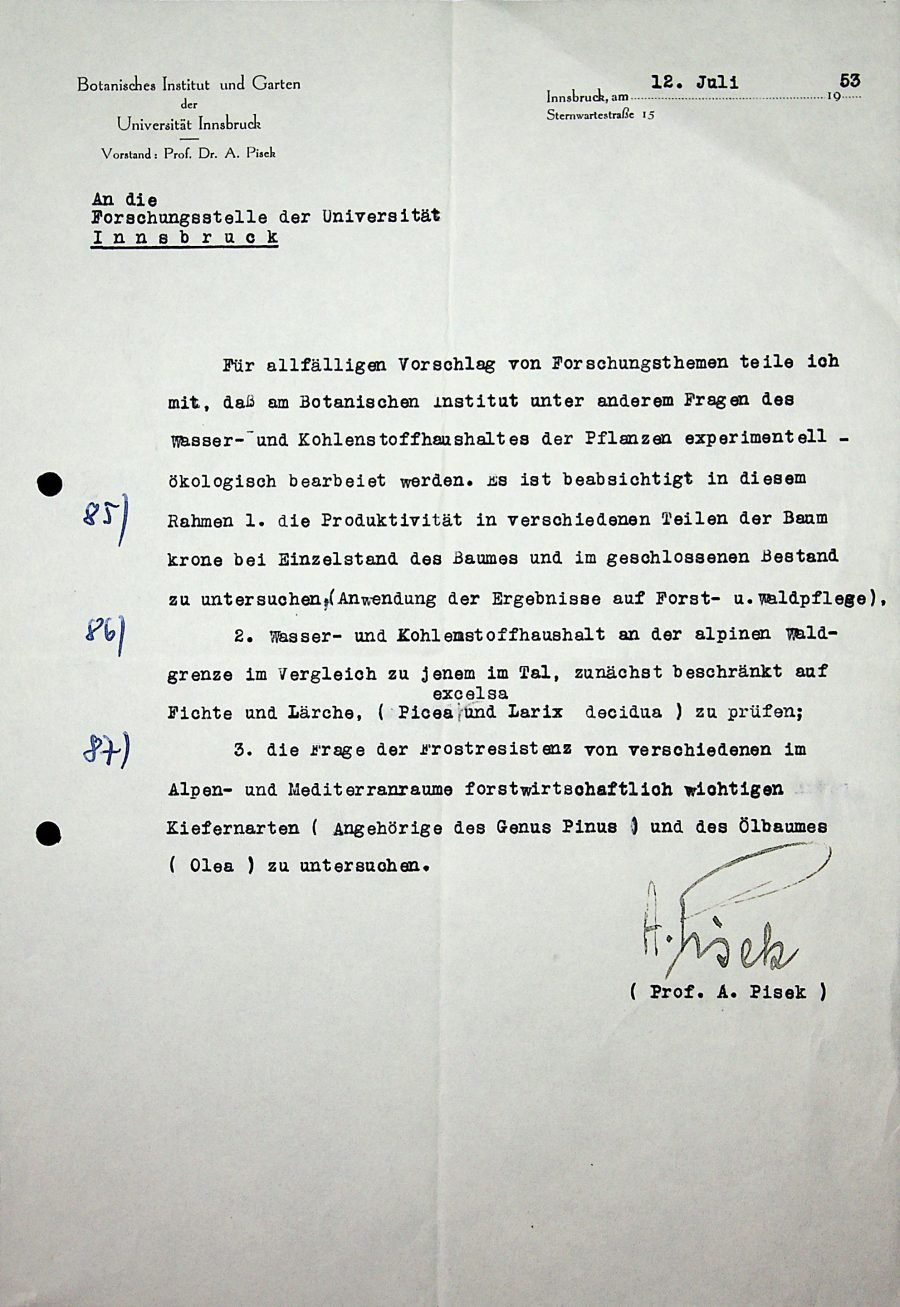 Botanisches Institut und Garten
der
Universität Innsbruck
Vorstand: Prof. Dr. A. Pisek
Innsbruck, am 12. Juli 1953
Sternwartestraße 15
An die
Forschungsstelle der Universität
Innsbruck
Für allfälligen Vorschlag von Forschungsthemen teile ich
mit, daß am Botanischen Institut unter anderem Fragen des
Wasser- und Kohlenstoffhaushaltes der Pflanzen experimentell -
ökologisch bearbeiet werden. Es ist beabsichtigt in diesem
85) Rahmen 1. die Produktivität in verschiedenen Teilen der Baum
krone bei Einzelstand des Baumes und im geschlossenen Bestand
zu untersuchen,(Anwendung der Ergebnisse auf Forst- u.Waldpflege),
86) 2. Wasser- und Kohlenstoffhaushalt an der alpinen Wald-
grenze im Vergleich zu jenem im Tal, zunächst beschränkt auf
excelsa
Fichte und Lärche, ( Picea und Larix decidua ) zu prüfen;
87) 3. die Frage der Frostresistenz von verschiedenen im
Alpen- und Mediterranraume forstwirtschaftlich wichtigen
Kiefernarten ( Angehörige des Genus Pinus ) und des Ölbaumes
( Olea ) zu untersuchen.
A. Pisek
( Prof. A. Pisek )